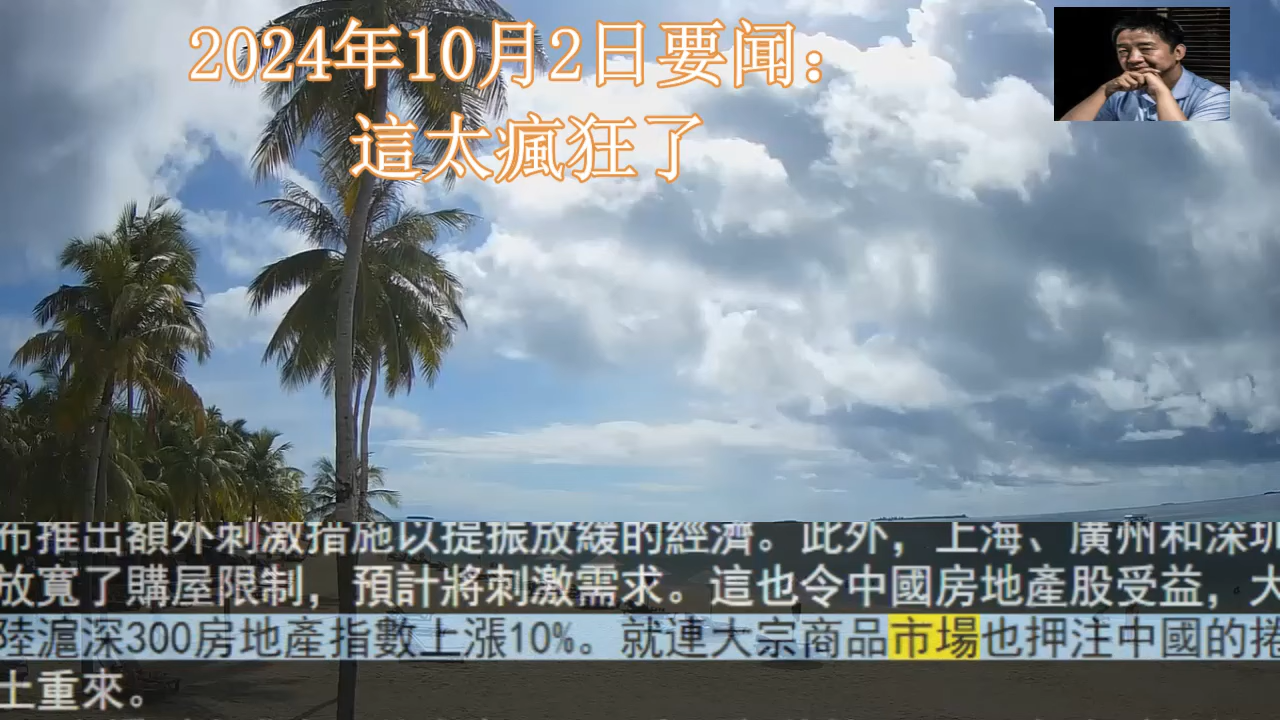 2024年10月2日要闻：
這太瘋狂了
布推出額外刺激措施以提振放緩的經濟。此外，上海、廣州和深圳
放寬了購屋限制，預計將刺激需求。這也令中國房地產股受益，大
陸滬深300房地產指數上漲10%。就連大宗商品市場也押注中國的捲
土重來。